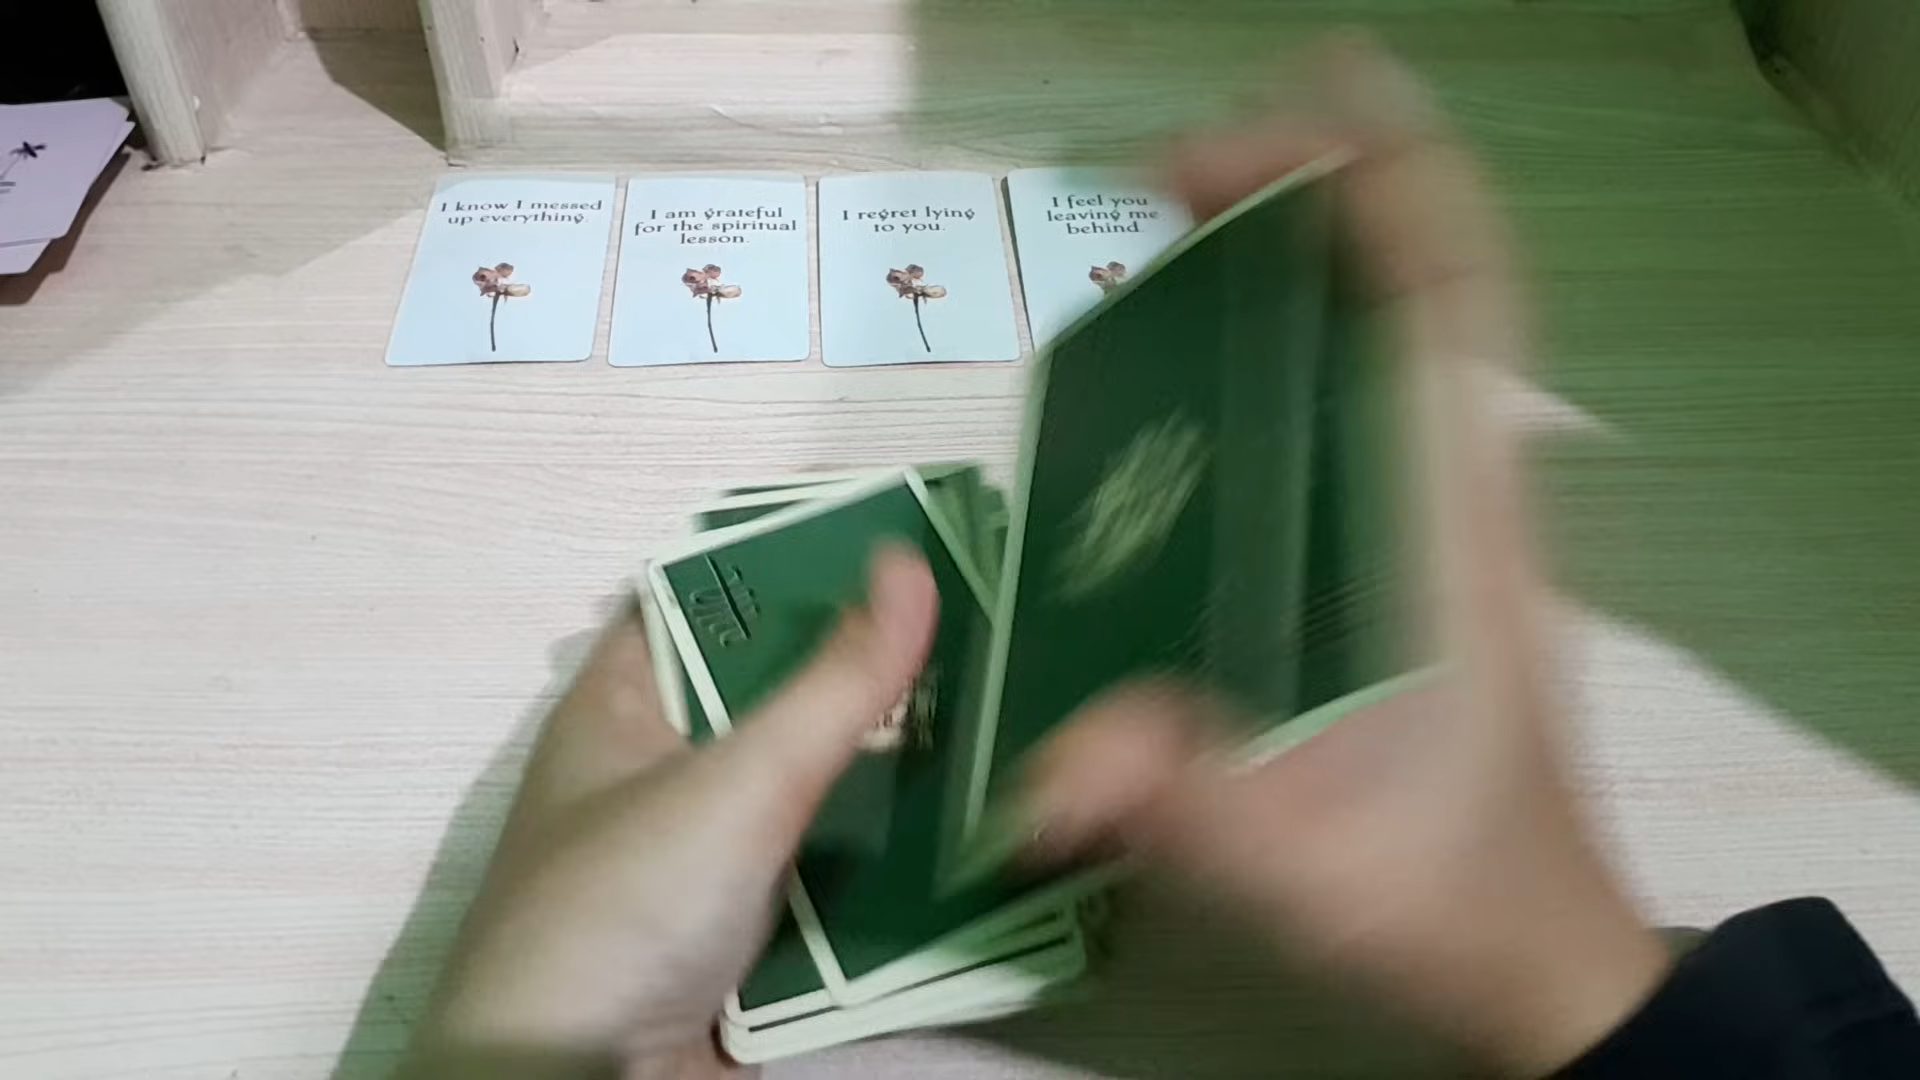 I know I messed
up everything.
I am grateful
for the spiritual
lesson.
I regret lying
to you.
I feel you
leaving me
behind.